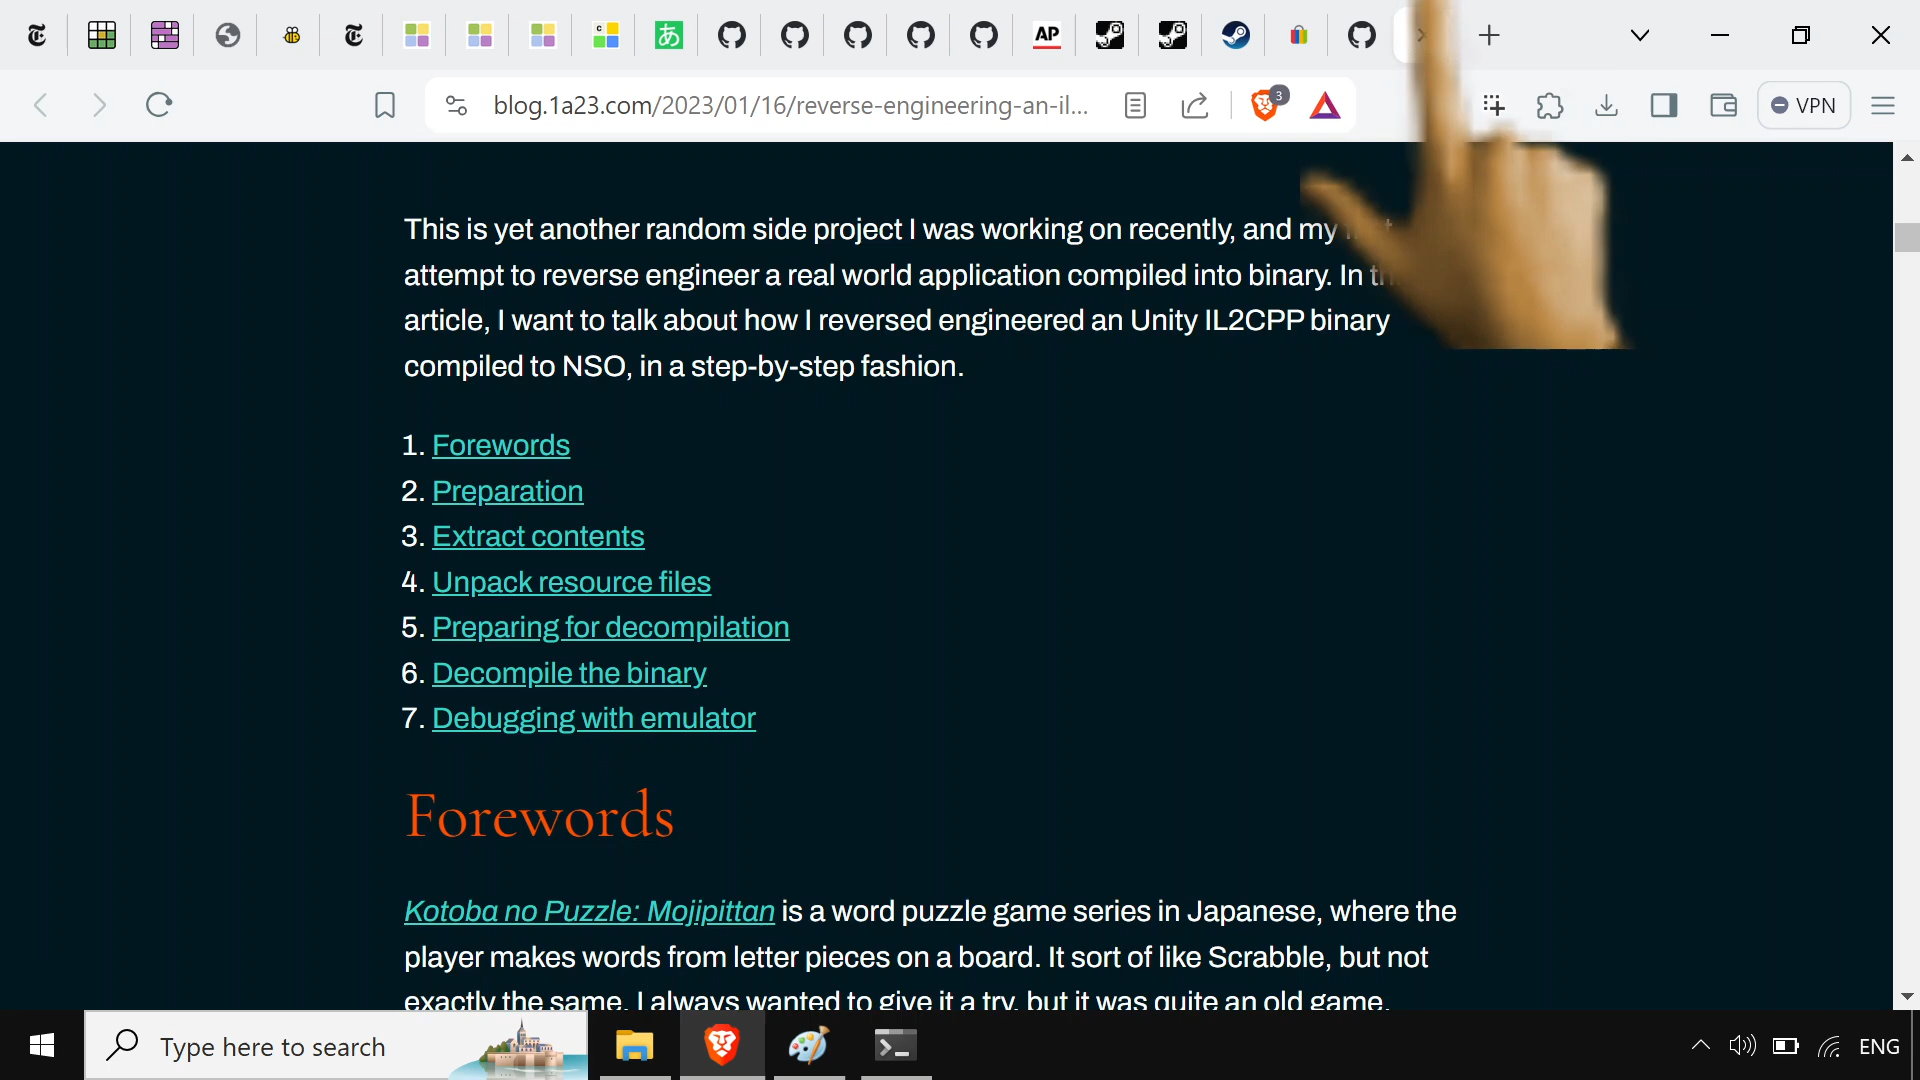 AP
blog.1a23.com/2023/01/16/reverse-engineering-an-il...
3
VPN
This is yet another random side project I was working on recently, and my
attempt to reverse engineer a real world application compiled into binary. In
article, I want to talk about how I reversed engineered an Unity IL2CPP binary
compiled to NSO, in a step-by-step fashion.
1. Forewords
2. Preparation
3. Extract contents
4. Unpack resource files
5. Preparing for decompilation
6. Decompile the binary
7. Debugging with emulator
Forewords
Kotoba no Puzzle: Mojipittan is a word puzzle game series in Japanese, where the
player makes words from letter pieces on a board. It sort of like Scrabble, but not
exactly the same. I always wanted to give it a try, but it was quite an old game.
Type here to search
ENG